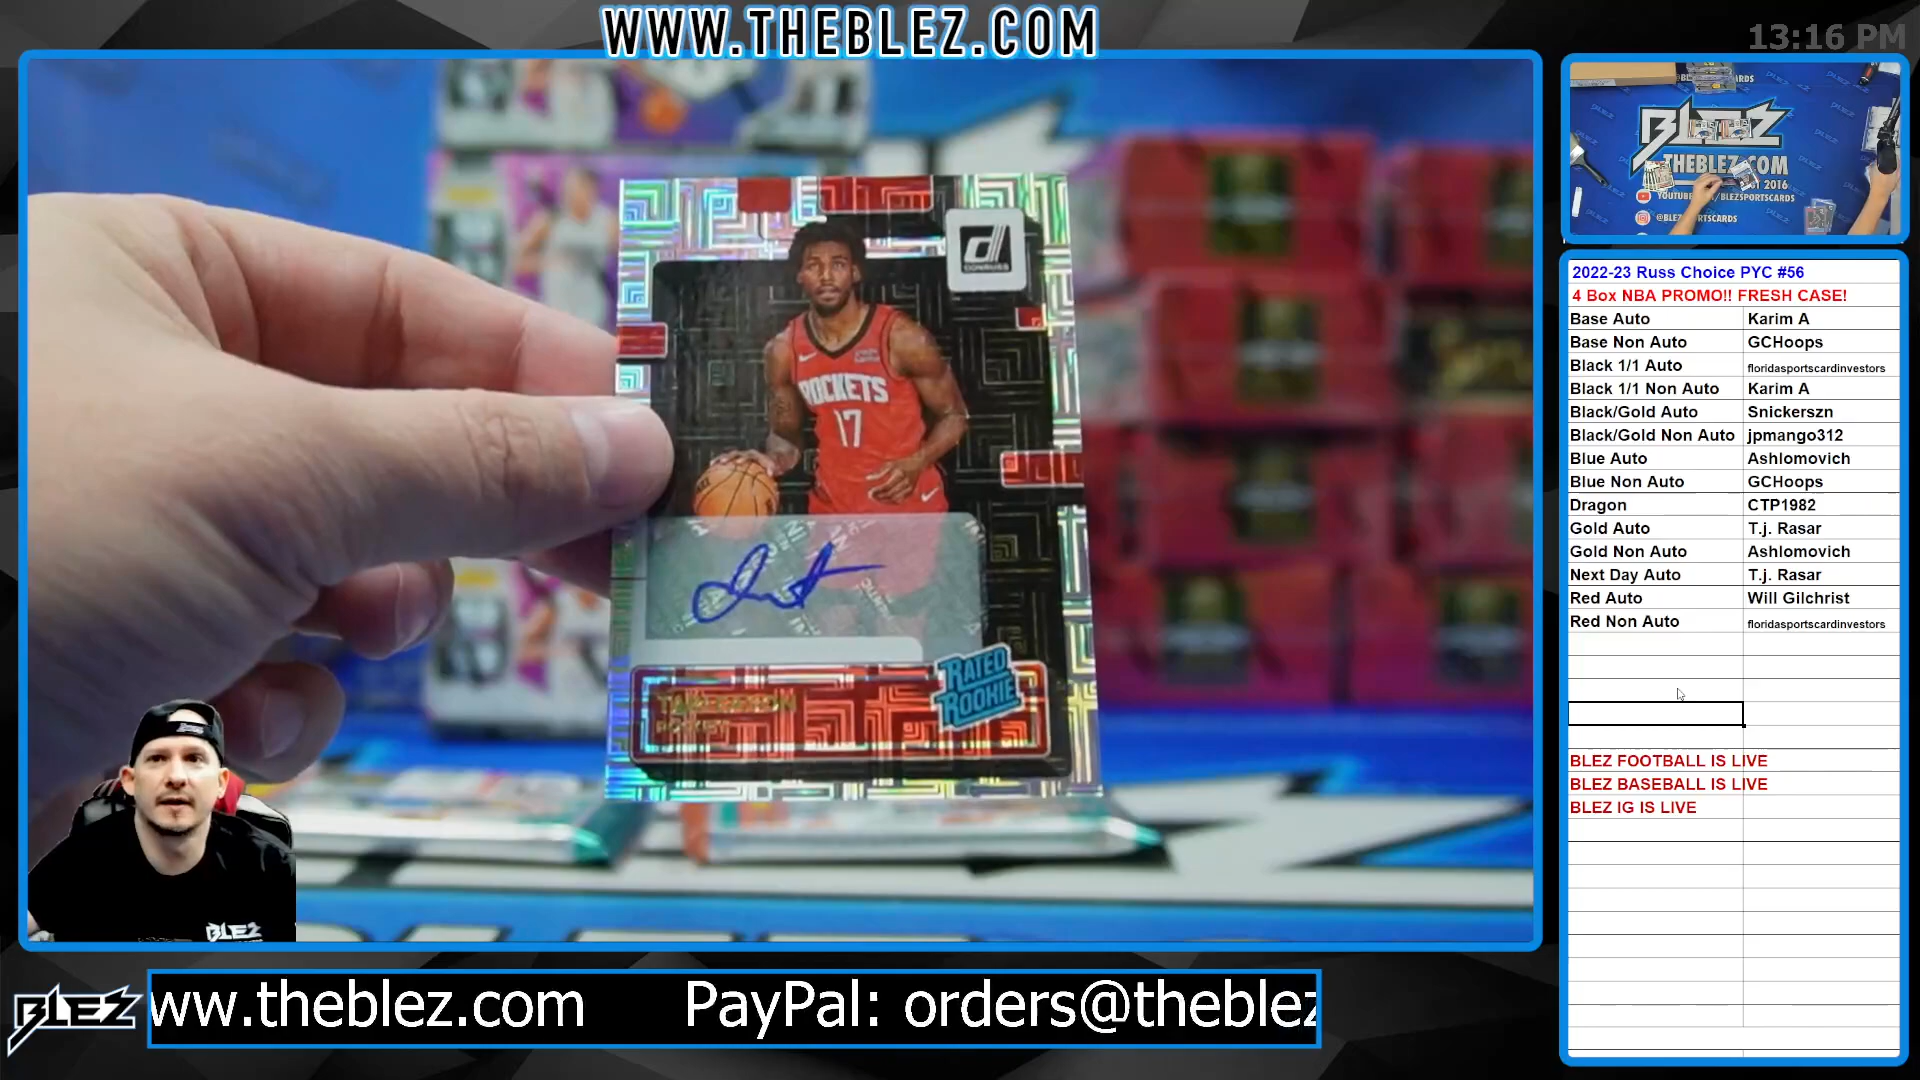 WWW.THEBLEZ.COM
13:16 PM
BLEZ
THEBLEZ.COM
2016
@BLEZSPORTSCARDS
d
DONRUSS
ROCKETS
17
RATED
ROOKIE
BLEZ
2022-23 Russ Choice PYC #56
4 Box NBA PROMO!! FRESH CASE!
Base Auto Karim A
Base Non Auto GCHoops
Black 1/1 Auto floridasportscardinvestors
Black 1/1 Non Auto Karim A
Black/Gold Auto Snickerszn
Black/Gold Non Auto jpmango312
Blue Auto Ashlomovich
Blue Non Auto GCHoops
Dragon CTP1982
Gold Auto T.j. Rasar
Gold Non Auto Ashlomovich
Next Day Auto T.j. Rasar
Red Auto Will Gilchrist
Red Non Auto floridasportscardinvestors
BLEZ FOOTBALL IS LIVE
BLEZ BASEBALL IS LIVE
BLEZ IG IS LIVE
BLEZ
ww.theblez.com PayPal: orders@theblez